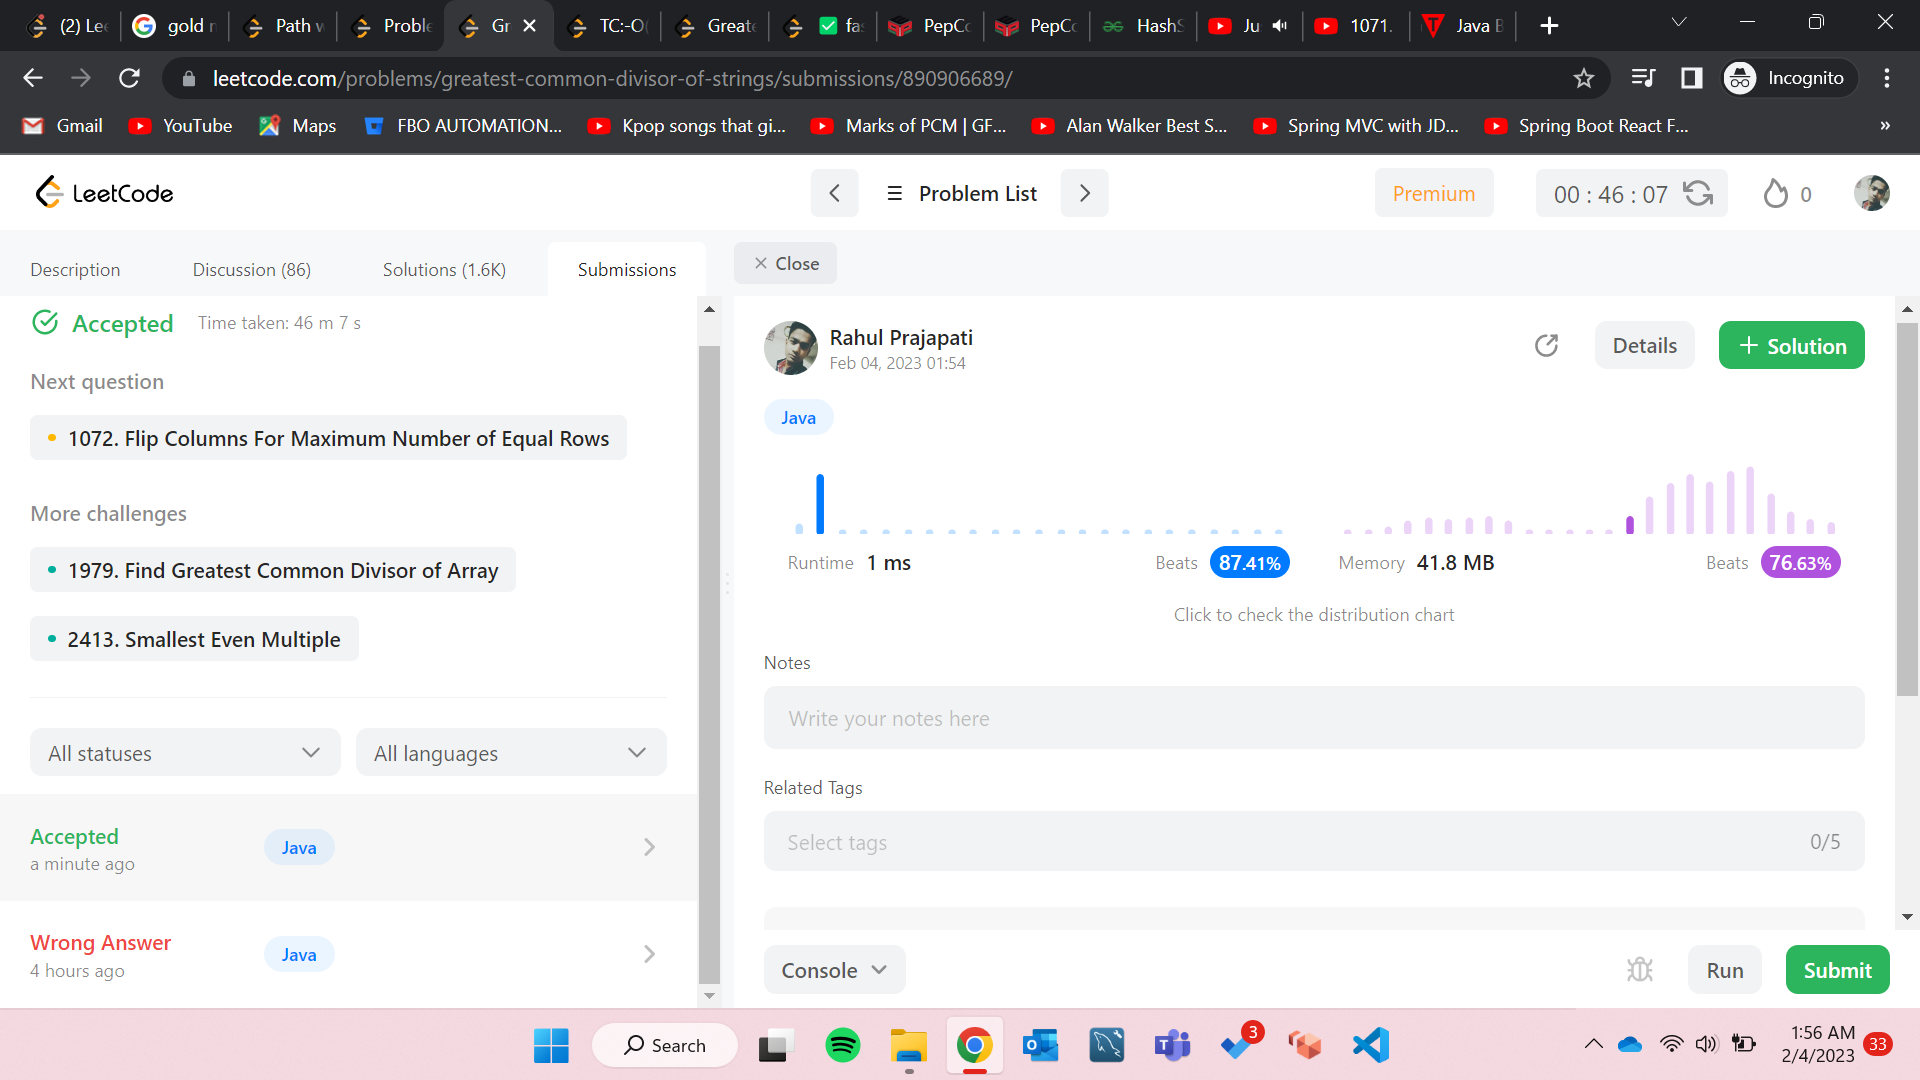 (2) Le
gold n
Path w
Proble
Gr
TC:-O(
Greate
fas
PepCo
PepCo
HashS
Ju
1071.
Java B
leetcode.com/problems/greatest-common-divisor-of-strings/submissions/890906689/
Incognito
Gmail
YouTube
Maps
FBO AUTOMATION...
Kpop songs that gi...
Marks of PCM | GF...
Alan Walker Best S...
Spring MVC with JD...
Spring Boot React F...
»
LeetCode
Problem List
Premium
00 : 46 : 07
0
Description
Discussion (86)
Solutions (1.6K)
Submissions
Close
Accepted
Time taken: 46 m 7 s
Next question
1072. Flip Columns For Maximum Number of Equal Rows
More challenges
1979. Find Greatest Common Divisor of Array
2413. Smallest Even Multiple
All statuses
All languages
Accepted
a minute ago
Java
Wrong Answer
4 hours ago
Java
Rahul Prajapati
Feb 04, 2023 01:54
Details
+ Solution
Java
Runtime 1 ms
Beats 87.41%
Memory 41.8 MB
Beats 76.63%
Click to check the distribution chart
Notes
Write your notes here
Related Tags
Select tags
0/5
Console
Run
Submit
Search
3
1:56 AM
2/4/2023
33